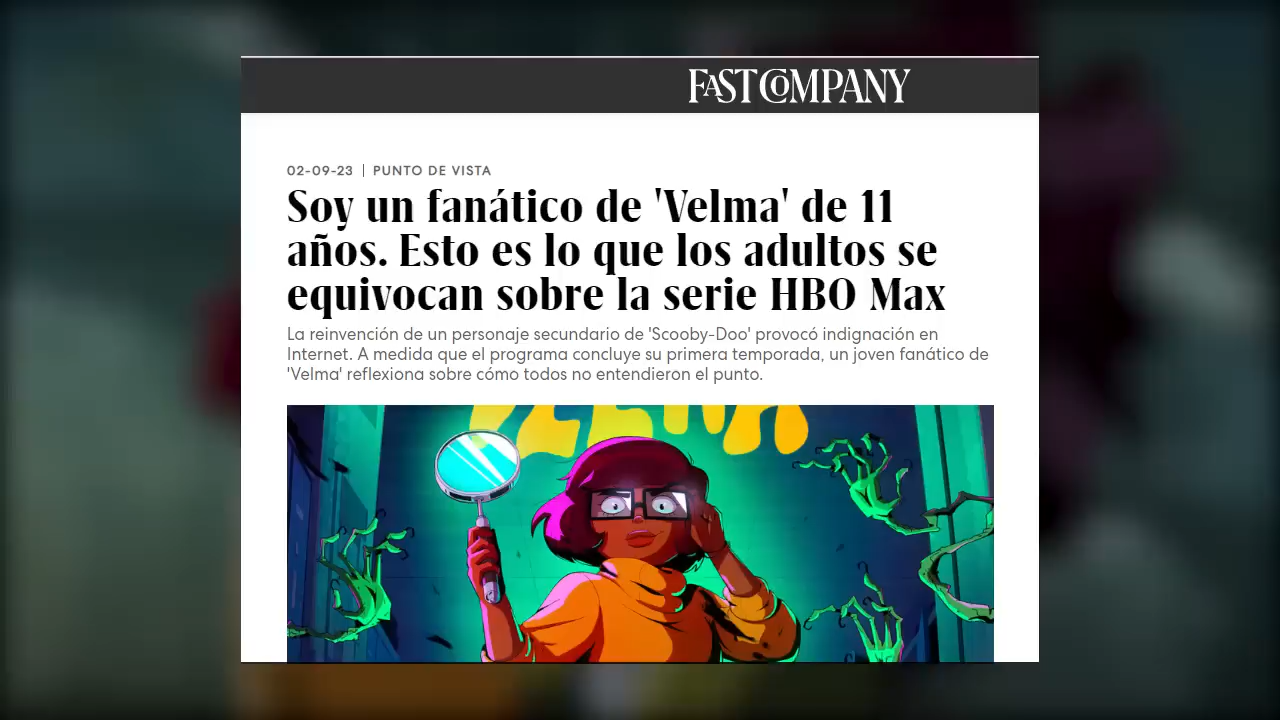 FAST COMPANY
02-09-23 | PUNTO DE VISTA
Soy un fanático de 'Velma' de 11
años. Esto es lo que los adultos se
equivocan sobre la serie HBO Max
La reinvención de un personaje secundario de 'Scooby-Doo' provocó indignación en
Internet. A medida que el programa concluye su primera temporada, un joven fanático de
'Velma' reflexiona sobre cómo todos no entendieron el punto.
VELMA